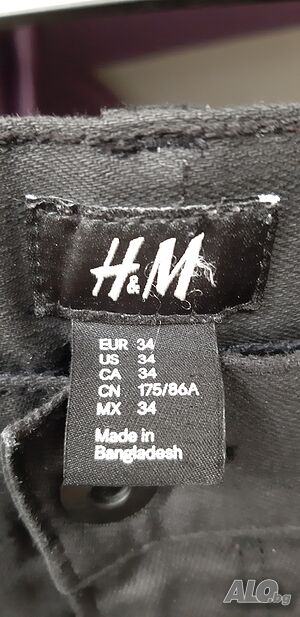 H&M
EUR 34
US 34
CA 34
CN 175/86A
MX 34
Made in
Bangladesh
ALO.bg